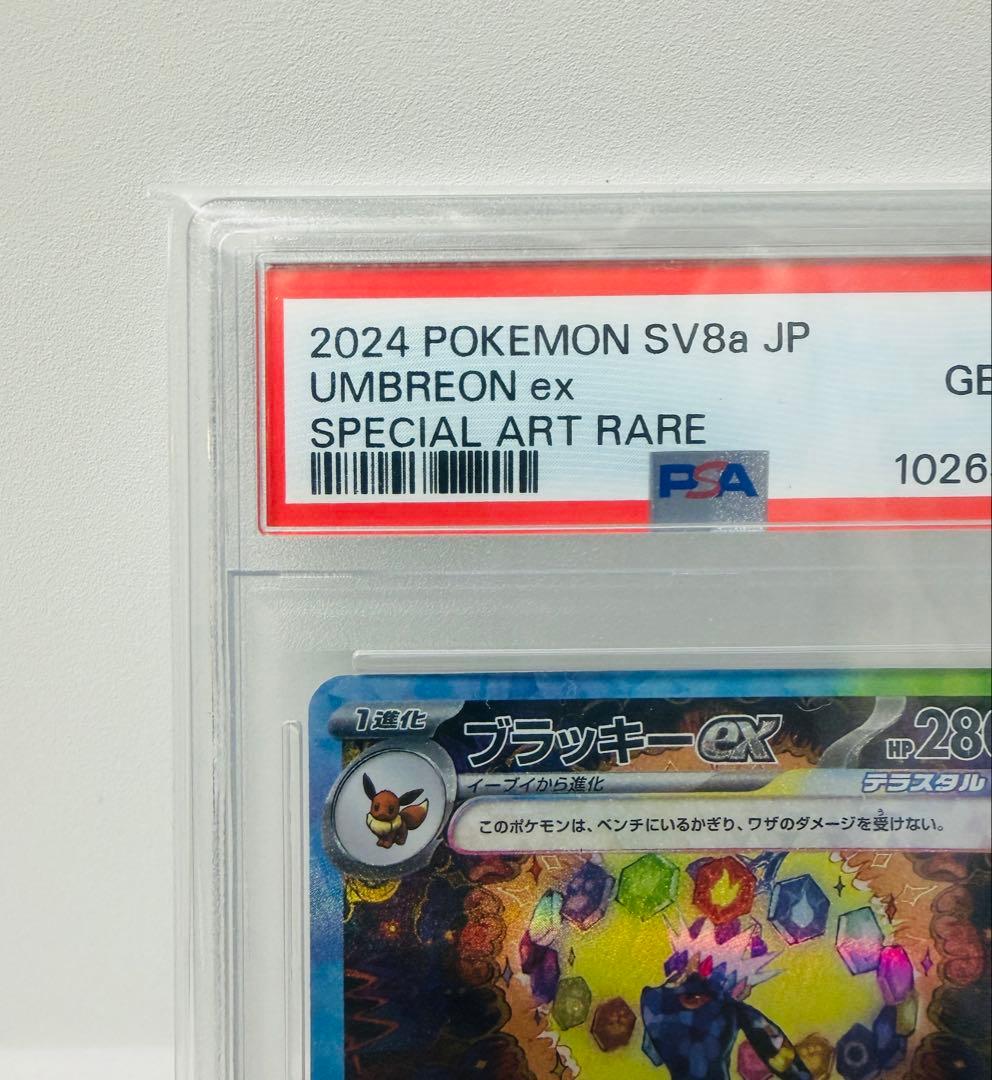 2024 POKEMON SV8a JP
UMBREON ex
GE
SPECIAL ART RARE
1026
PSA
1進化
ブラッキーex
HP 280
イーブイから進化
テラスタル
このポケモンは、ベンチにいるかぎり、ワザのダメージを受けない。